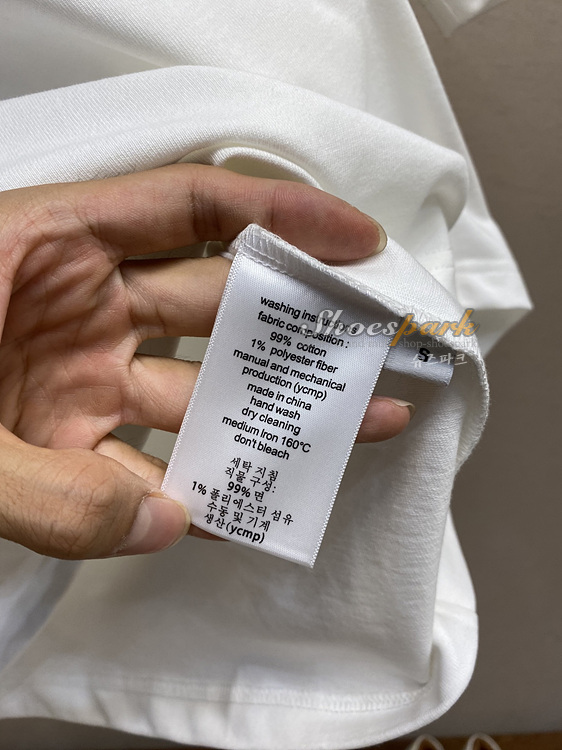 washing instru
fabric composition :
99% cotton
1% polyester fiber
manual and mechanical
production (ycmp)
made in china
hand wash
dry cleaning
medium Iron 160℃
don't bleach
세탁 지침
직물 구성:
99% 면
1% 폴리에스터 섬유
수동 및 기계
생산(ycmp)
Shoespark
슈즈파크
S